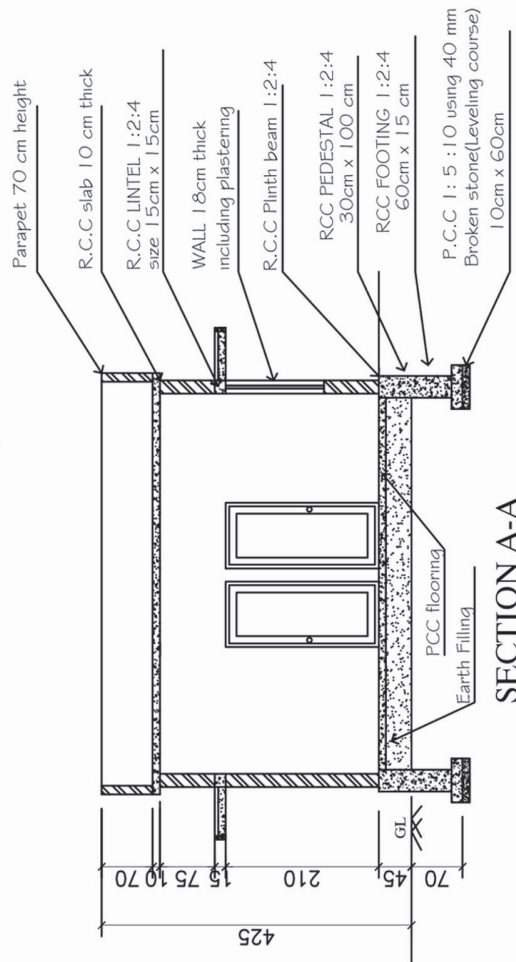 Parapet 70 cm height
R.C.C slab 10 cm thick
R.C.C LINTEL 1:2:4
size 15cm x 15cm
WALL 18cm thick
including plastering
R.C.C Plinth beam 1:2:4
RCC PEDESTAL 1:2:4
30cm x 100 cm
RCC FOOTING 1:2:4
60cm x 15 cm
P.C.C 1: 5 :10 using 40 mm
Broken stone(Leveling course)
10cm x 60cm
PCC flooring
Earth Filling
SECTION A-A
GL
70
10
75
15
210
45
70
425